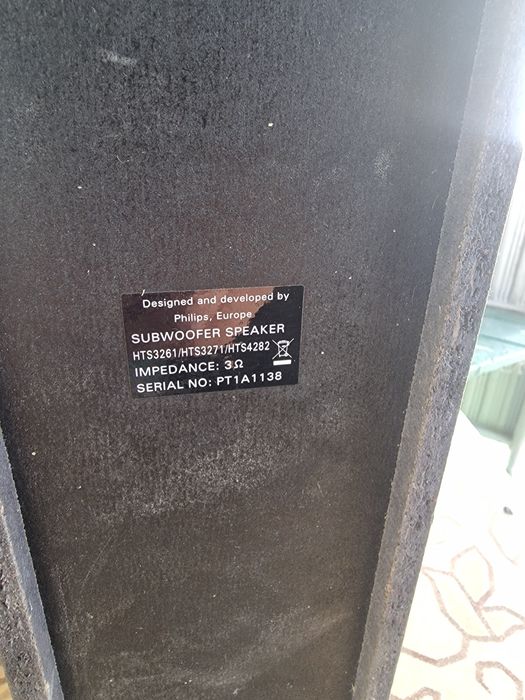 Designed and developed by
Philips, Europe.
SUBWOOFER SPEAKER
HTS3261/HTS3271/HTS4282
IMPEDANCE: 3Ω
SERIAL NO: PT1A1138